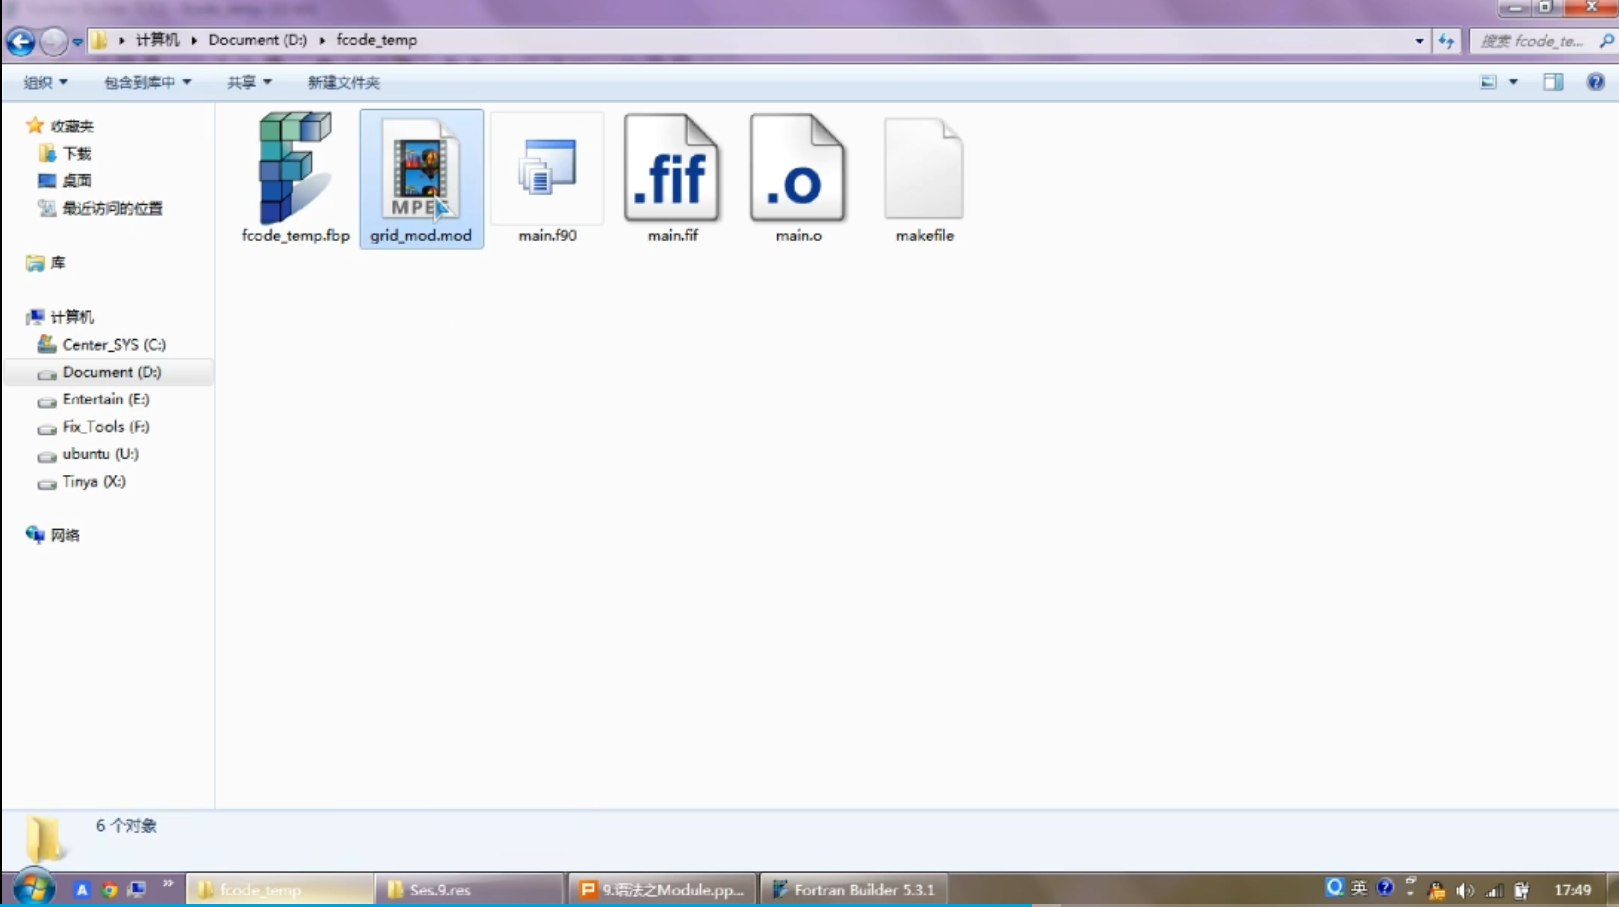 计算机 Document (D:) fcode_temp
搜索 fcode_te...
组织 包含到库中 共享 新建文件夹
收藏夹
下载
桌面
最近访问的位置
库
计算机
Center_SYS (C:)
Document (D:)
Entertain (E:)
Fix_Tools (F:)
ubuntu (U:)
Tinya (X:)
网络
MPE
.fif
.o
fcode_temp.fbp
grid_mod.mod
main.f90
main.fif
main.o
makefile
6 个对象
A
fcode_temp
Ses.9.res
9.语法之Module.pp...
Fortran Builder 5.3.1
英
17:49